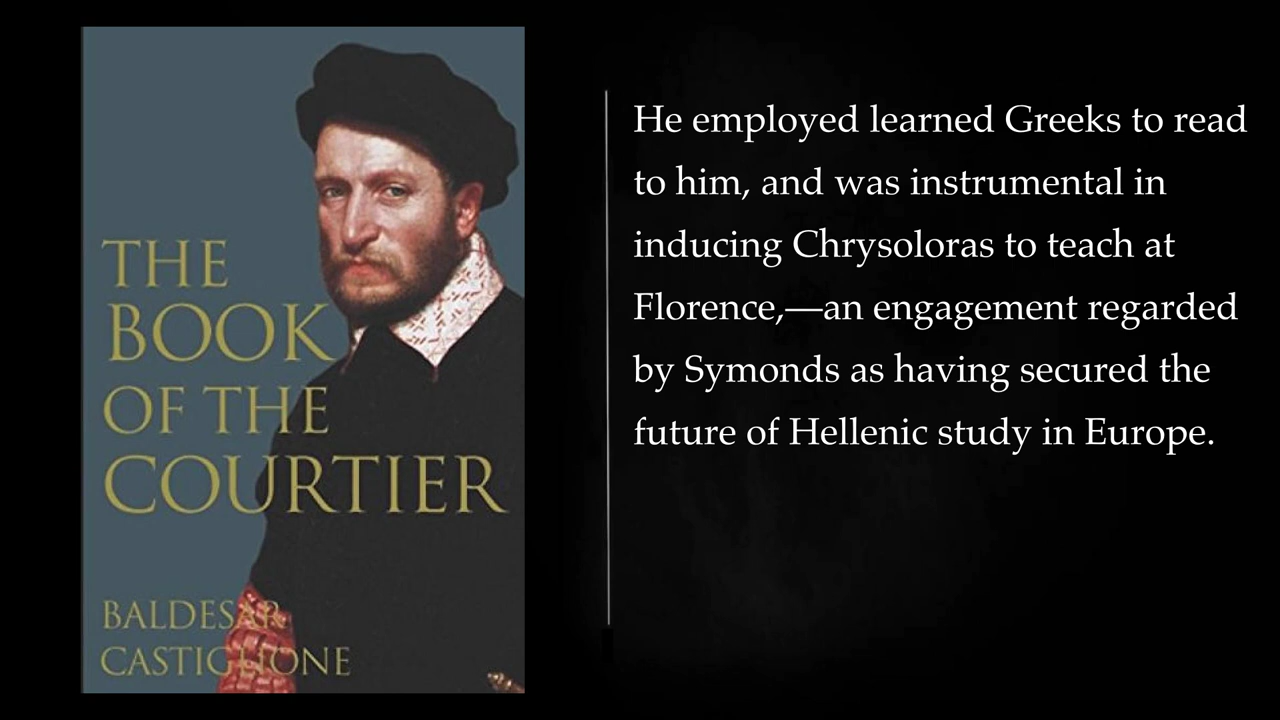 THE
BOOK
OF THE
COURTIER
BALDESAR
CASTIGLIONE
He employed learned Greeks to read
to him, and was instrumental in
inducing Chrysoloras to teach at
Florence,—an engagement regarded
by Symonds as having secured the
future of Hellenic study in Europe.